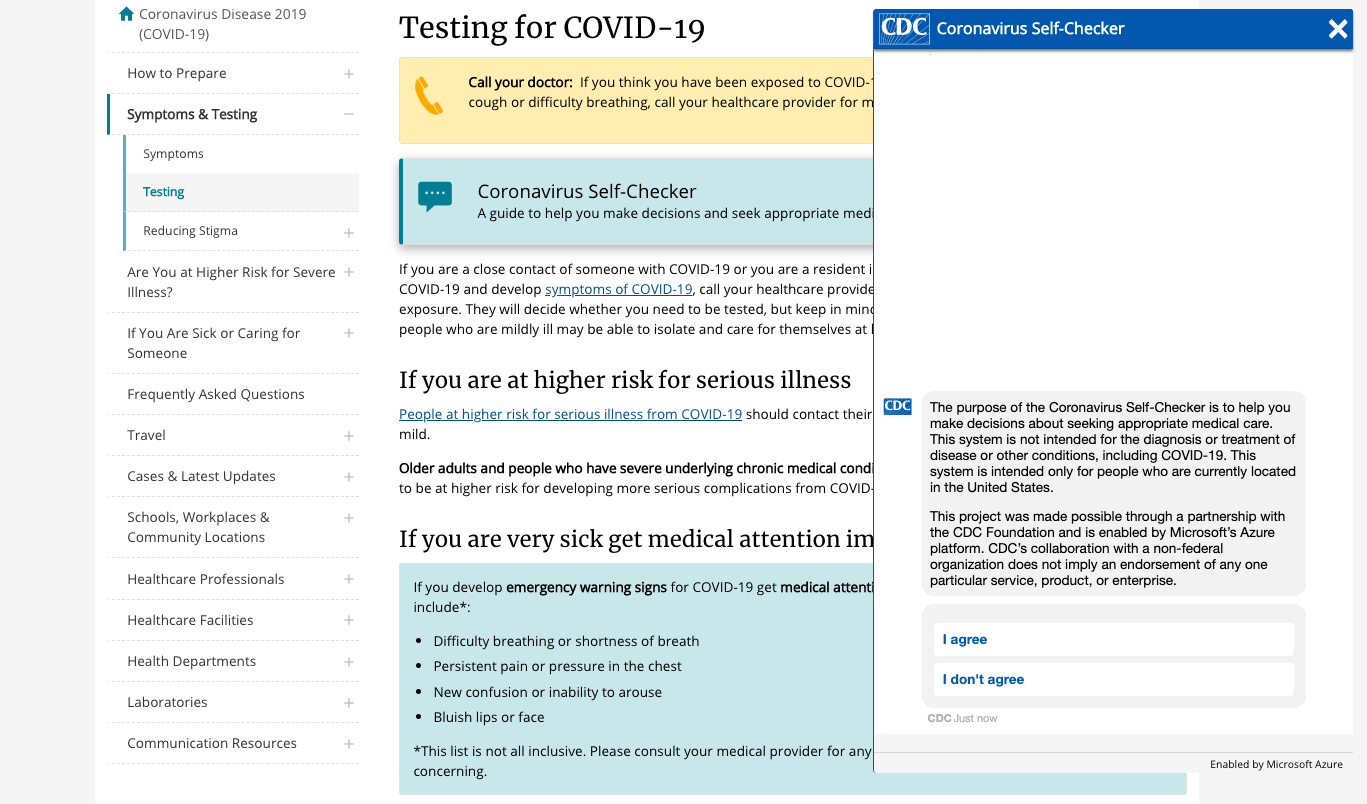 Coronavirus Disease 2019
(COVID-19)
How to Prepare
Symptoms & Testing
Symptoms
Testing
Reducing Stigma
Are You at Higher Risk for Severe
Illness?
If You Are Sick or Caring for
Someone
Frequently Asked Questions
Travel
Cases & Latest Updates
Schools, Workplaces &
Community Locations
Healthcare Professionals
Healthcare Facilities
Health Departments
Laboratories
Communication Resources
Testing for COVID-19
Call your doctor: If you think you have been exposed to COVID-1
cough or difficulty breathing, call your healthcare provider for m
Coronavirus Self-Checker
A guide to help you make decisions and seek appropriate medi
If you are a close contact of someone with COVID-19 or you are a resident i
COVID-19 and develop symptoms of COVID-19, call your healthcare provide
exposure. They will decide whether you need to be tested, but keep in mind
people who are mildly ill may be able to isolate and care for themselves at
If you are at higher risk for serious illness
People at higher risk for serious illness from COVID-19 should contact their
mild.
Older adults and people who have severe underlying chronic medical condi
to be at higher risk for developing more serious complications from COVID-
If you are very sick get medical attention im
If you develop emergency warning signs for COVID-19 get medical attenti
include*:
Difficulty breathing or shortness of breath
Persistent pain or pressure in the chest
New confusion or inability to arouse
Bluish lips or face
*This list is not all inclusive. Please consult your medical provider for any
concerning.
CDC Coronavirus Self-Checker
CDC
The purpose of the Coronavirus Self-Checker is to help you
make decisions about seeking appropriate medical care.
This system is not intended for the diagnosis or treatment of
disease or other conditions, including COVID-19. This
system is intended only for people who are currently located
in the United States.
This project was made possible through a partnership with
the CDC Foundation and is enabled by Microsoft's Azure
platform. CDC's collaboration with a non-federal
organization does not imply an endorsement of any one
particular service, product, or enterprise.
I agree
I don't agree
CDC Just now
Enabled by Microsoft Azure